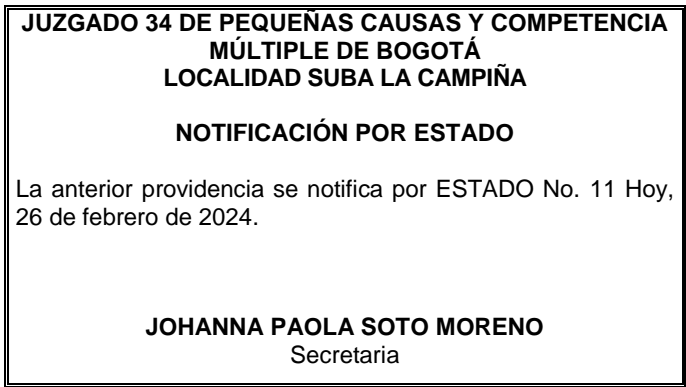 JUZGADO 34 DE PEQUEÑAS CAUSAS Y COMPETENCIA
MÚLTIPLE DE BOGOTÁ
LOCALIDAD SUBA LA CAMPIÑA
NOTIFICACIÓN POR ESTADO
La anterior providencia se notifica por ESTADO No. 11 Hoy,
26 de febrero de 2024.
JOHANNA PAOLA SOTO MORENO
Secretaria